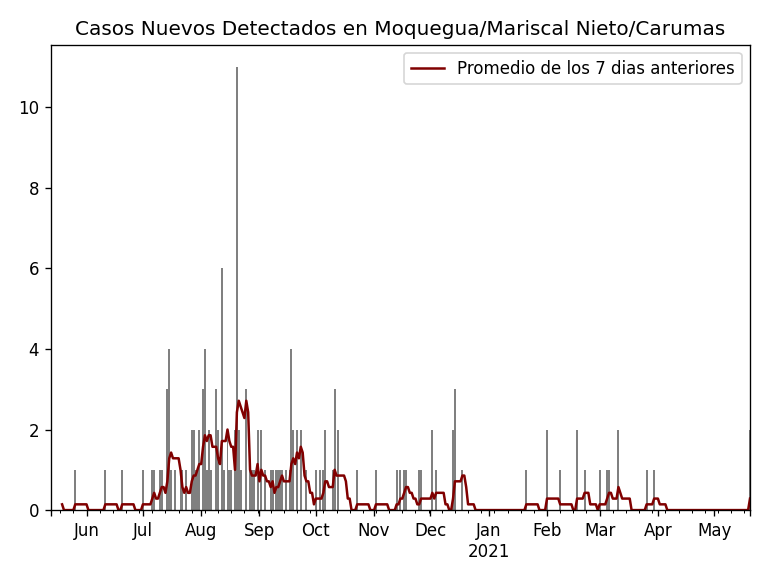 Casos Nuevos Detectados en Moquegua/Mariscal Nieto/Carumas
Promedio de los 7 dias anteriores
10
8
6
4
2
0
Jun Jul Aug Sep Oct Nov Dec Jan Feb Mar Apr May
2021